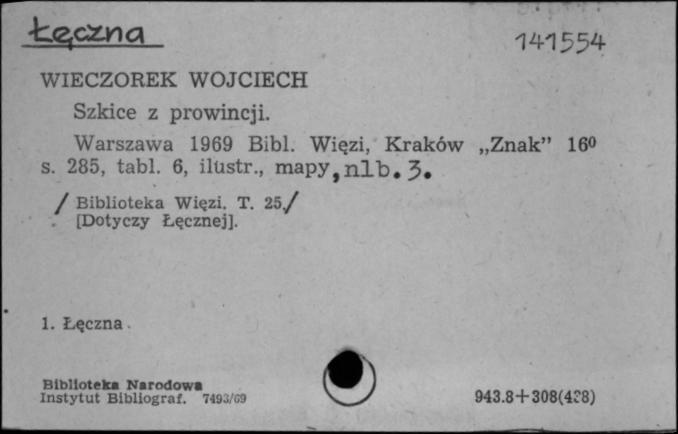 Łęczna
141554
WIECZOREK WOJCIECH
Szkice z prowincji.
Warszawa 1969 Bibl. Więzi, Kraków „Znak” 16⁰
s. 285, tabl. 6, ilustr., mapy, nlb. 3.
/ Biblioteka Więzi. T. 25./
[Dotyczy Łęcznej].
1. Łęczna.
Biblioteka Narodowa
Instytut Bibliograf. 7493/69
943.8+308(438)